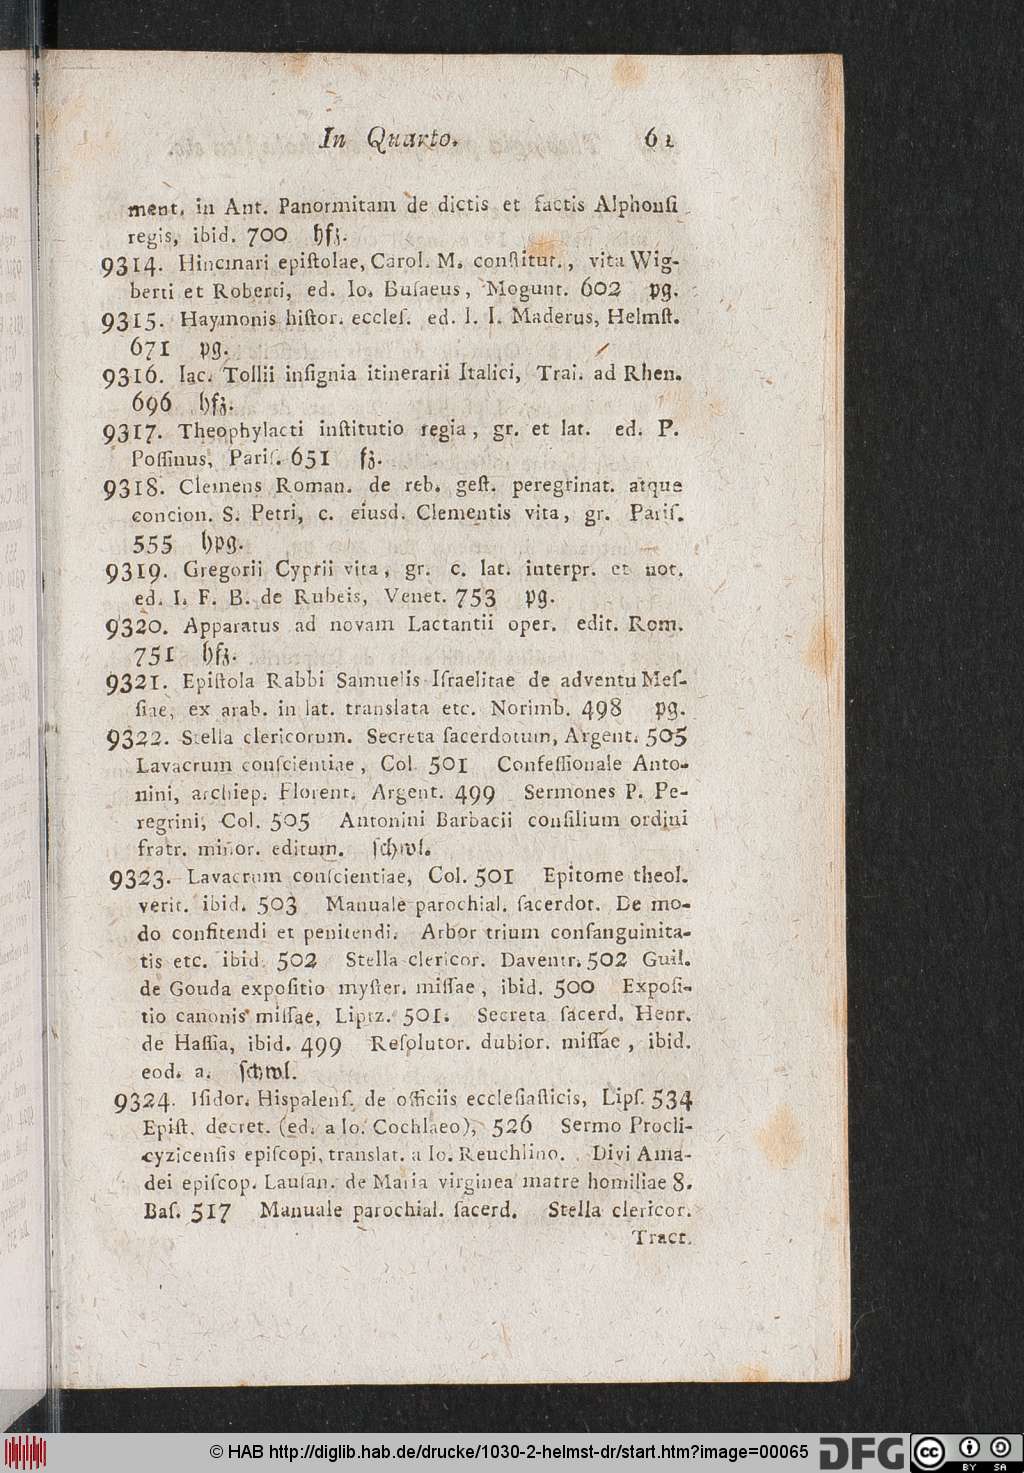 In Quarto. 61
ment. in Ant. Panormitam de dictis et factis Alphonſi
regis, ibid. 700 hfz.
9314. Hincmari epiſtolae, Carol. M. conſtitut., vita Wig-
berti et Roberti, ed. Io. Buſaeus, Mogunt. 602 pg.
9315. Haymonis hiſtor. eccleſ. ed. I. I. Maderus, Helmſt.
671 pg.
9316. Iac. Tollii inſignia itinerarii Italici, Trai. ad Rhen.
696 hfz.
9317. Theophylacti inſtitutio regia, gr. et lat. ed. P.
Poſſinus, Pariſ. 651 fz.
9318. Clemens Roman. de reb. geſt. peregrinat. atque
concion. S. Petri, c. eiusd. Clementis vita, gr. Pariſ.
555 hpg.
9319. Gregorii Cyprii vita, gr. c. lat. interpr. et not.
ed. I. F. B. de Rubeis, Venet. 753 pg.
9320. Apparatus ad novam Lactantii oper. edit. Rom.
751 hfz.
9321. Epiſtola Rabbi Samuelis Iſraelitae de adventu Meſ-
ſiae, ex arab. in lat. translata etc. Norimb. 498 pg.
9322. Stella clericorum. Secreta ſacerdotum, Argent. 505
Lavacrum conſcientiae, Col. 501 Confeſſionale Anto-
nini, archiep. Florent. Argent. 499 Sermones P. Pe-
regrini, Col. 505 Antonini Barbacii conſilium ordini
fratr. minor. editum. ſchwl.
9323. Lavacrum conſcientiae, Col. 501 Epitome theol.
verit. ibid. 503 Manuale parochial. ſacerdot. De mo-
do confitendi et penitendi. Arbor trium conſanguinita-
tis etc. ibid. 502 Stella clericor. Daventr. 502 Guil.
de Gouda expoſitio myſter. miſſae, ibid. 500 Expoſi-
tio canonis miſſae, Liptz. 501. Secreta ſacerd. Henr.
de Haſſia, ibid. 499 Reſolutor. dubior. miſſae, ibid.
eod. a. ſchwl.
9324. Iſidor. Hispalenſ. de officiis eccleſiaſticis, Lipſ. 534
Epiſt. decret. (ed. a Io. Cochlaeo), 526 Sermo Procli-
cyzicenſis epiſcopi, translat. a Io. Reuchlino. Divi Ama-
dei epiſcop. Lauſan. de Maria virginea matre homiliae 8.
Baſ. 517 Manuale parochial. ſacerd. Stella clericor.
Tract.
© HAB http://diglib.hab.de/drucke/1030-2-helmst-dr/start.htm?image=00065
DFG
cc BY SA